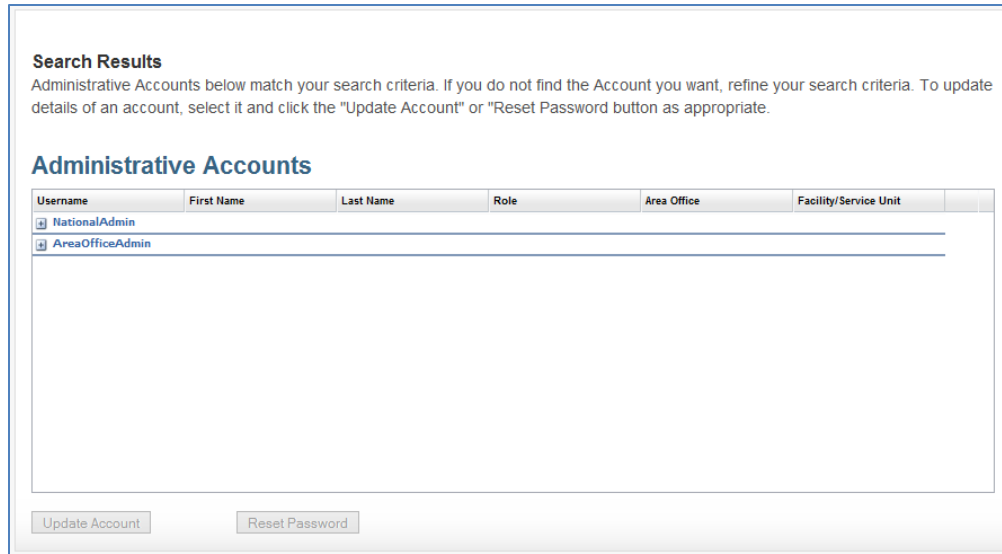 Search Results
Administrative Accounts below match your search criteria. If you do not find the Account you want, refine your search criteria. To update
details of an account, select it and click the "Update Account" or "Reset Password button as appropriate.
Administrative Accounts
Username First Name Last Name Role Area Office Facility/Service Unit
NationalAdmin
AreaOfficeAdmin
Update Account Reset Password